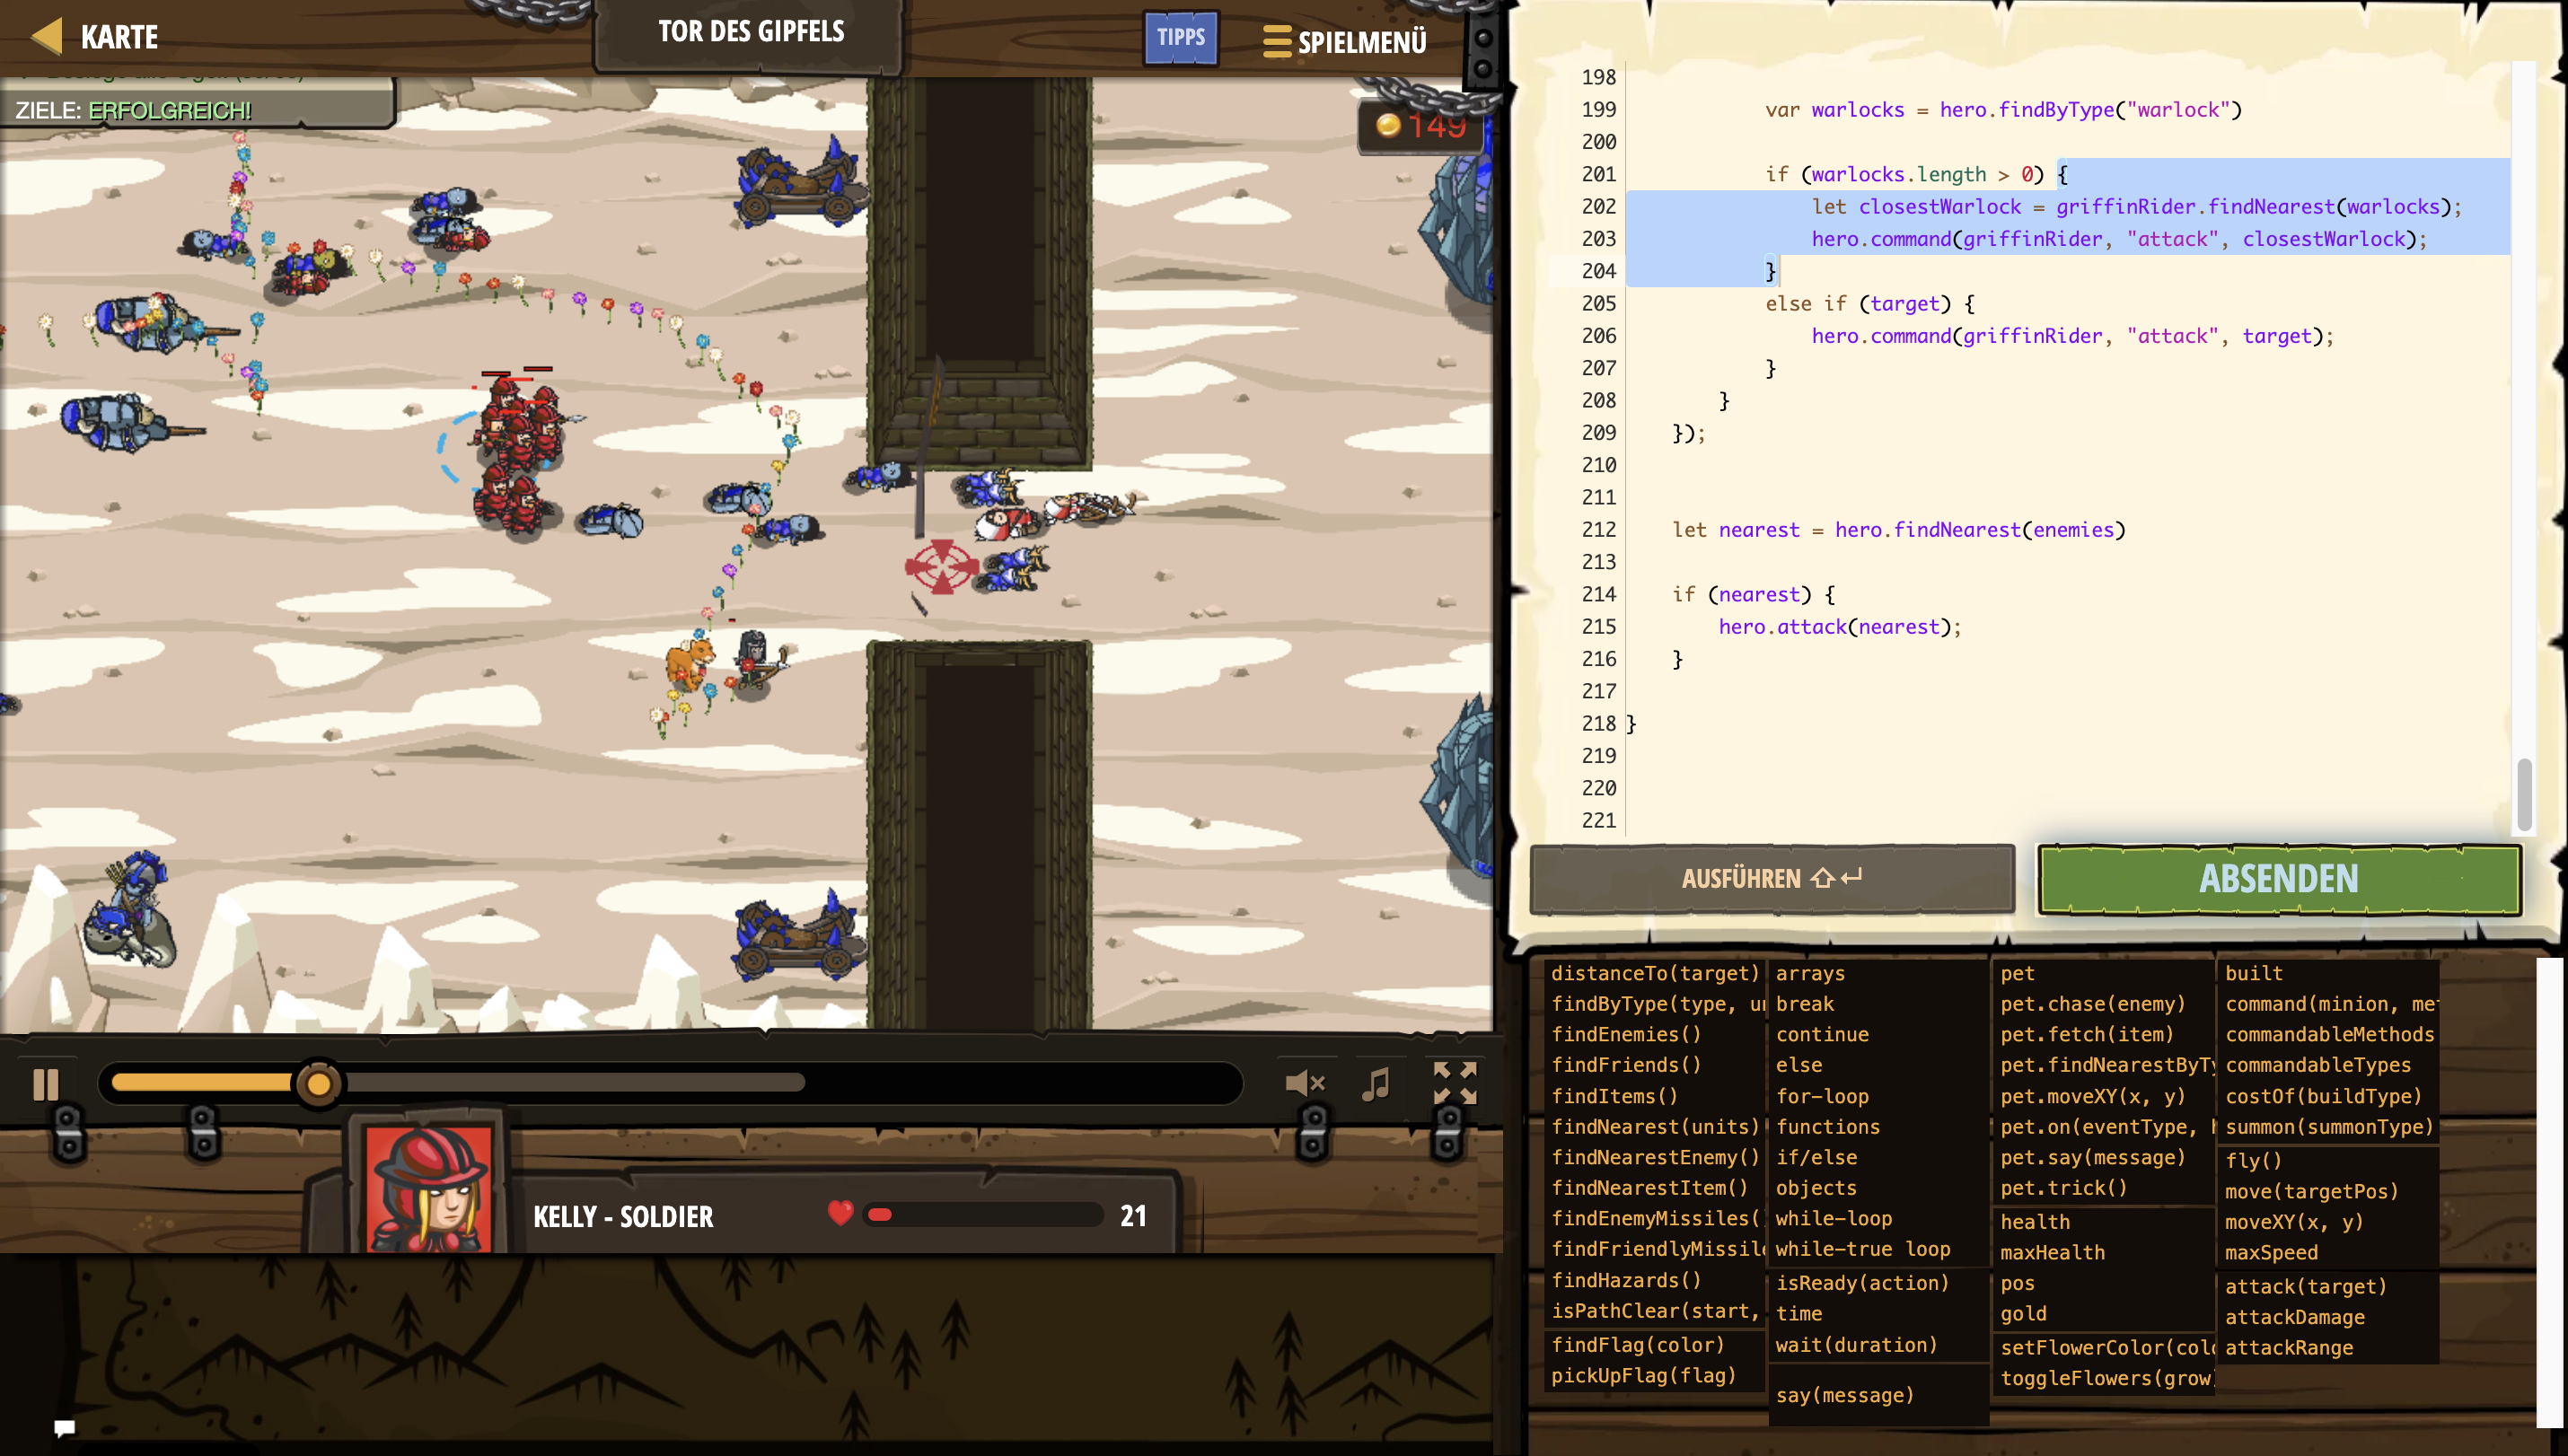 KARTE
TOR DES GIPFELS
TIPPS
SPIELMENÜ
ZIELE: ERFOLGREICH!
149
198
199 var warlocks = hero.findByType("warlock")
200
201 if (warlocks.length > 0) {
202 let closestWarlock = griffinRider.findNearest(warlocks);
203 hero.command(griffinRider, "attack", closestWarlock);
204 }
205 else if (target) {
206 hero.command(griffinRider, "attack", target);
207 }
208 }
209 });
210
211
212 let nearest = hero.findNearest(enemies)
213
214 if (nearest) {
215 hero.attack(nearest);
216 }
217
218 }
219
220
221
AUSFÜHREN
ABSENDEN
KELLY - SOLDIER
21
distanceTo(target)
findByType(type, u
findEnemies()
findFriends()
findItems()
findNearest(units)
findNearestEnemy()
findNearestItem()
findEnemyMissiles(
findFriendlyMissil
findHazards()
isPathClear(start,
findFlag(color)
pickUpFlag(flag)
arrays
break
continue
else
for-loop
functions
if/else
objects
while-loop
while-true loop
isReady(action)
time
wait(duration)
say(message)
pet
pet.chase(enemy)
pet.fetch(item)
pet.findNearestByTy
pet.moveXY(x, y)
pet.on(eventType, h
pet.say(message)
pet.trick()
health
maxHealth
pos
gold
setFlowerColor(colo
toggleFlowers(grow)
built
command(minion, met
commandableMethods
commandableTypes
costOf(buildType)
summon(summonType)
fly()
move(targetPos)
moveXY(x, y)
maxSpeed
attack(target)
attackDamage
attackRange